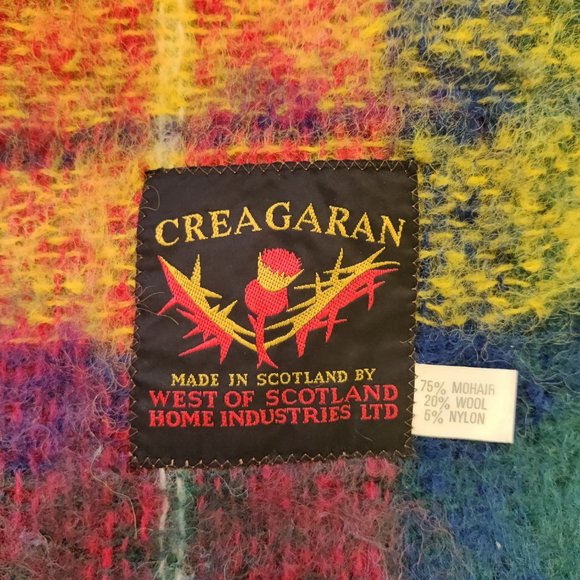 CREAGARAN
MADE IN SCOTLAND BY
WEST OF SCOTLAND
HOME INDUSTRIES LTD
75% MOHAIR
20% WOOL
5% NYLON